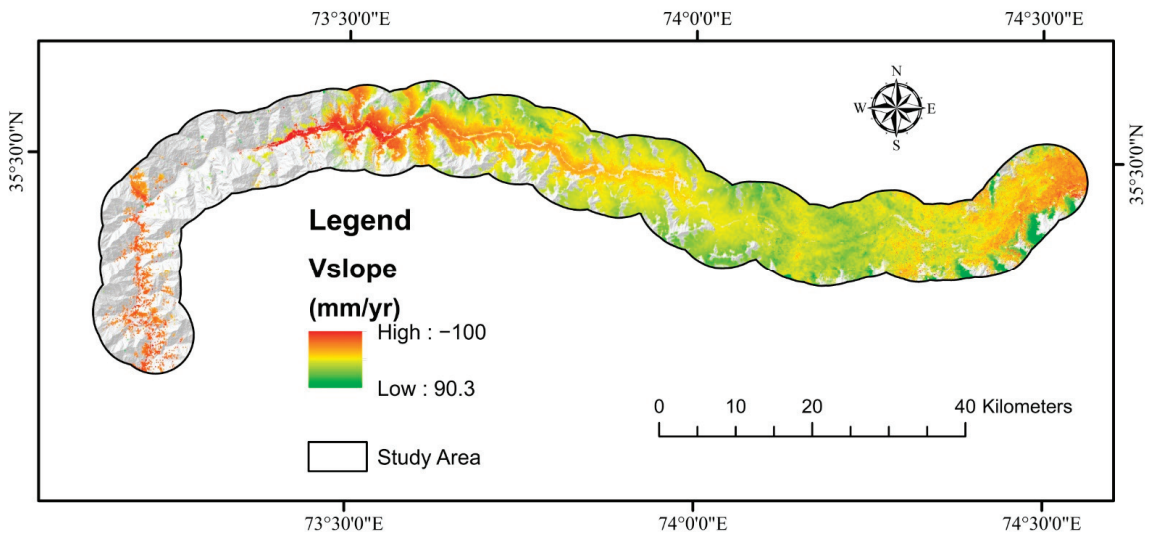 73°30'0"E 74°0'0"E 74°30'0"E
35°30'0"N
35°30'0"N
N
W E
S
Legend
Vslope
(mm/yr)
High : −100
Low : 90.3
Study Area
0 10 20 40 Kilometers
73°30'0"E 74°0'0"E 74°30'0"E